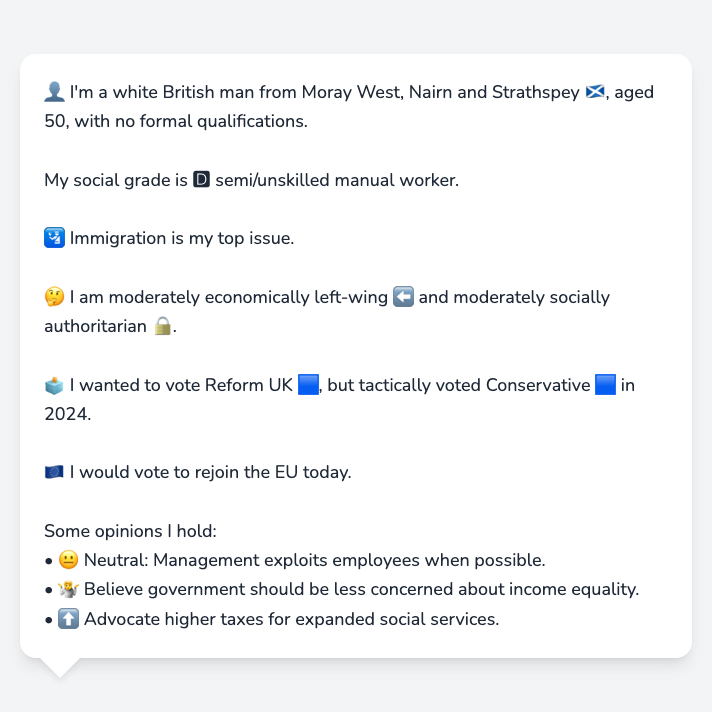 👤 I'm a white British man from Moray West, Nairn and Strathspey 🏴󠁧󠁢󠁳󠁣󠁴󠁿, aged
50, with no formal qualifications.
My social grade is 🅳 semi/unskilled manual worker.
🛂 Immigration is my top issue.
🤔 I am moderately economically left-wing ⬅️ and moderately socially
authoritarian 🔒.
🗳️ I wanted to vote Reform UK 🟦, but tactically voted Conservative 🟦 in
2024.
🇪🇺 I would vote to rejoin the EU today.
Some opinions I hold:
• 😐 Neutral: Management exploits employees when possible.
• 🤷 Believe government should be less concerned about income equality.
• ⬆️ Advocate higher taxes for expanded social services.